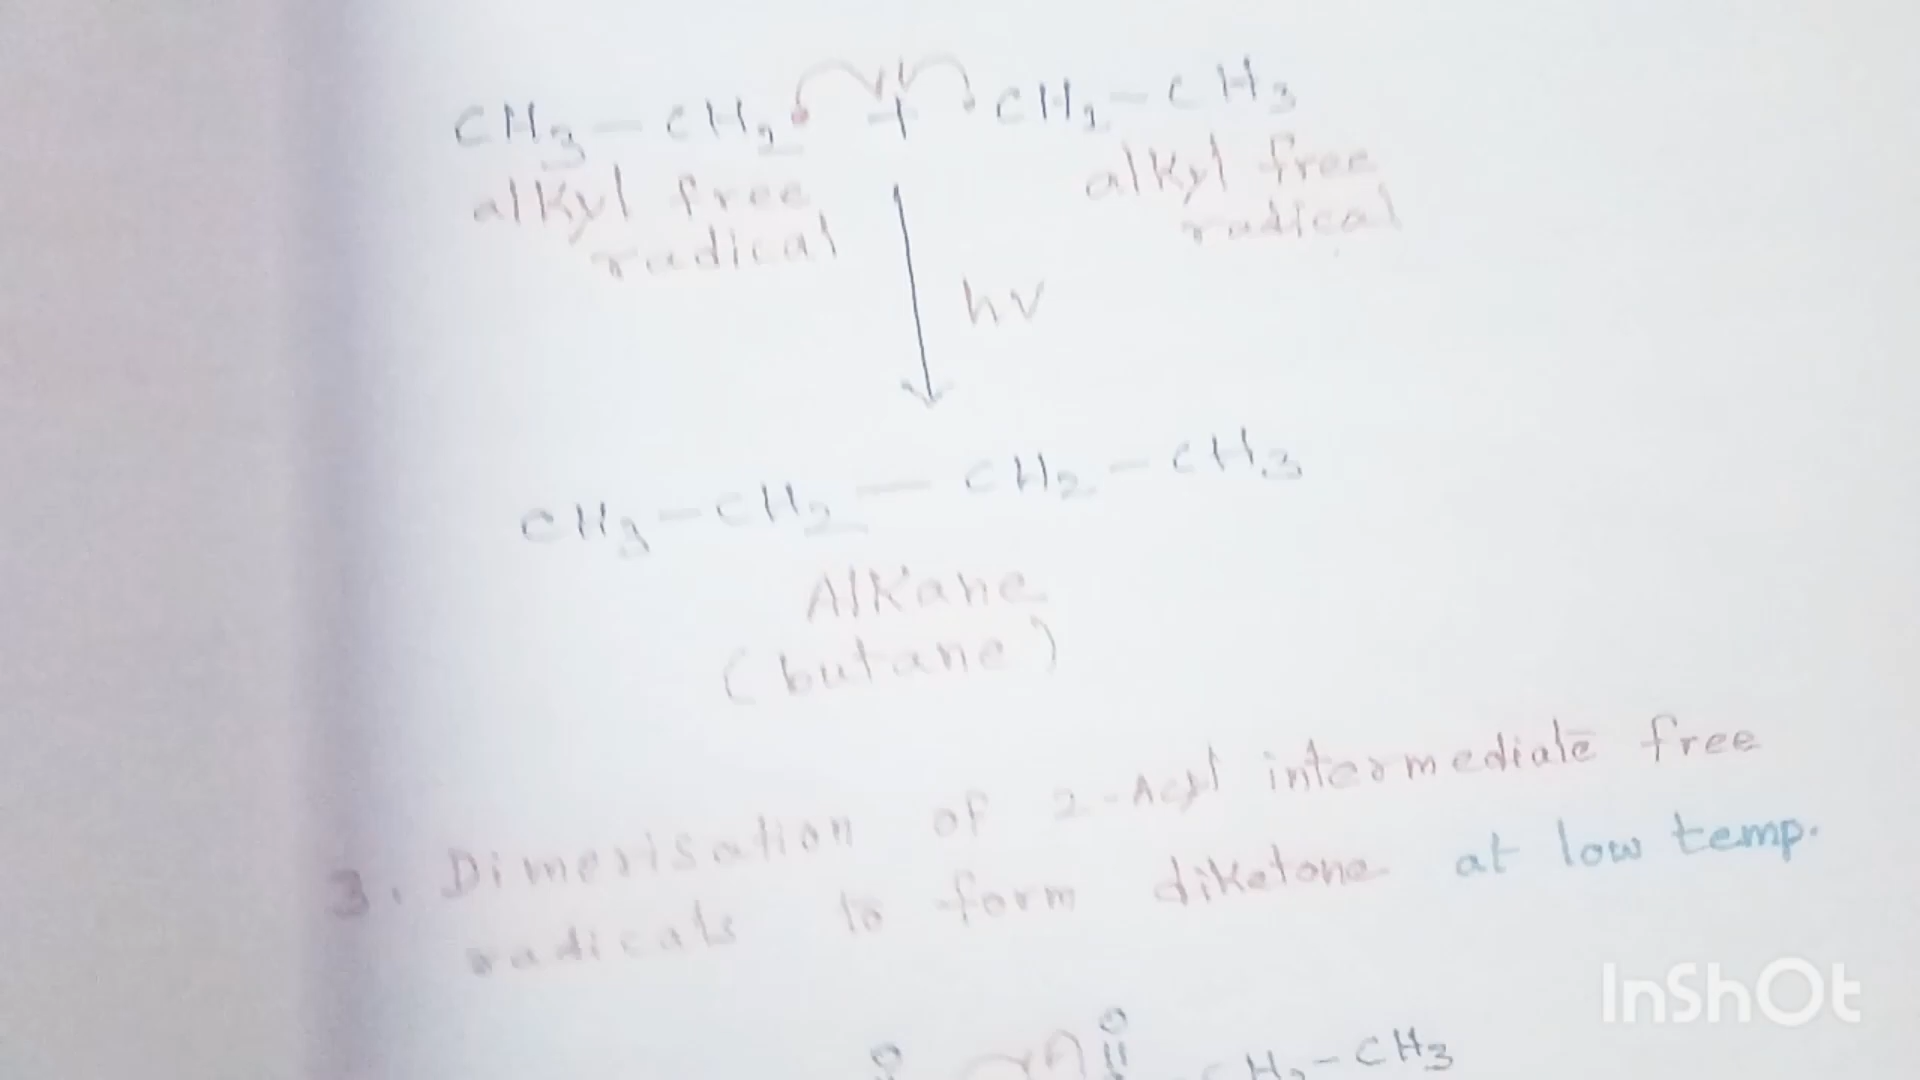 CH3 — CH2 • + • CH2 — CH3
alkyl free radical
alkyl free radical
hν
CH3 — CH2 — CH2 — CH3
Alkane
(butane)
3. Dimerisation of 2-Acyl intermediate free
radicals to form diketone at low temp.
O O
CH3
InShOt